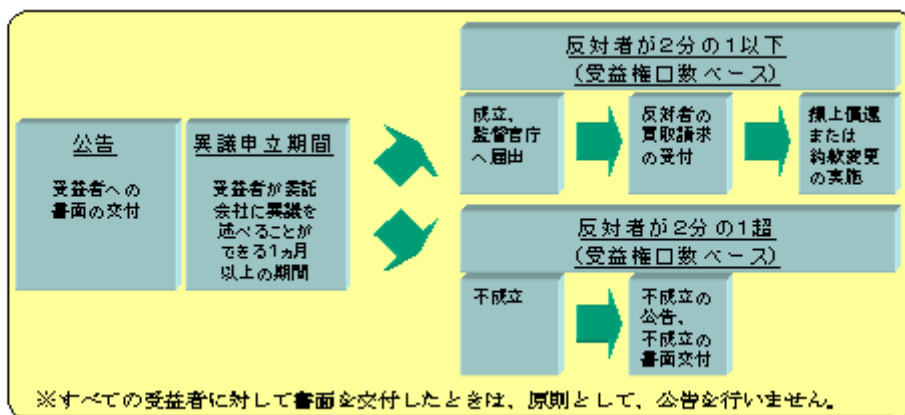 公告
受益者への
書面の交付
異議申立期間
受益者が委託
会社に異議を
述べることが
できる1ヵ月
以上の期間
反対者が2分の1以下
(受益権口数ベース)
成立、
監督官庁
へ届出
反対者の
買取請求
の受付
繰上償還
または
約款変更
の実施
反対者が2分の1超
(受益権口数ベース)
不成立
不成立の
公告、
不成立の
書面交付
※すべての受益者に対して書面を交付したときは、原則として、公告を行いません。